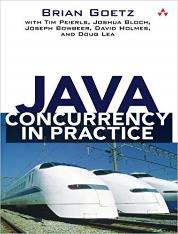 BRIAN GOETZ
WITH TIM PEIERLS, JOSHUA BLOCH,
JOSEPH BOWBEER, DAVID HOLMES,
AND DOUG LEA
JAVA
CONCURRENCY
IN PRACTICE